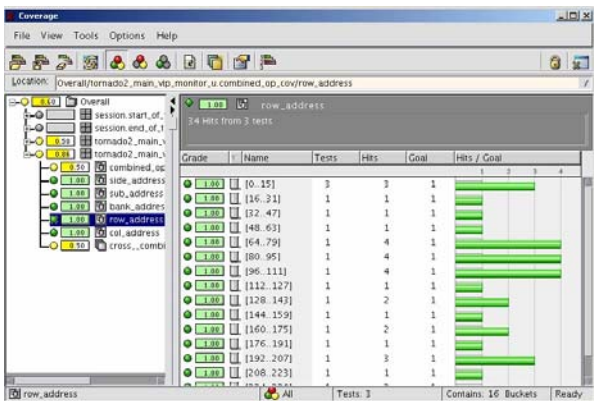 Coverage
File View Tools Options Help
Location: Overall/tornado2_main_vip_monitor_u.combined_op_cov/row_address
0.60 Overall
session.start_of_
session.end_of_t
0.50 tornado2_main_v
0.86 tornado2_main_v
0.50 combined_op
1.00 side_address
1.00 sub_address
1.00 bank_addres
1.00 row_address
1.00 col_address
0.50 cross__combi
1.00 row_address
34 Hits from 3 tests
Grade Name Tests Hits Goal Hits / Goal
1 2 3 4
1.00 [0..15] 3 3 1
1.00 [16..31] 1 1 1
1.00 [32..47] 1 1 1
1.00 [48..63] 1 1 1
1.00 [64..79] 1 4 1
1.00 [80..95] 1 4 1
1.00 [96..111] 1 4 1
1.00 [112..127] 1 1 1
1.00 [128..143] 1 2 1
1.00 [144..159] 1 1 1
1.00 [160..175] 1 2 1
1.00 [176..191] 1 1 1
1.00 [192..207] 1 3 1
1.00 [208..223] 1 1 1
row_address All Tests: 3 Contains: 16 Buckets Ready